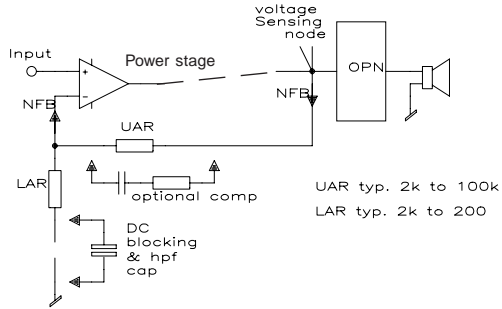 voltage
Sensing
node
Input
Power stage
+
−
OPN
NFB
NFB
UAR
LAR
optional comp
UAR typ. 2k to 100k
LAR typ. 2k to 200
DC
blocking
& hpf
cap